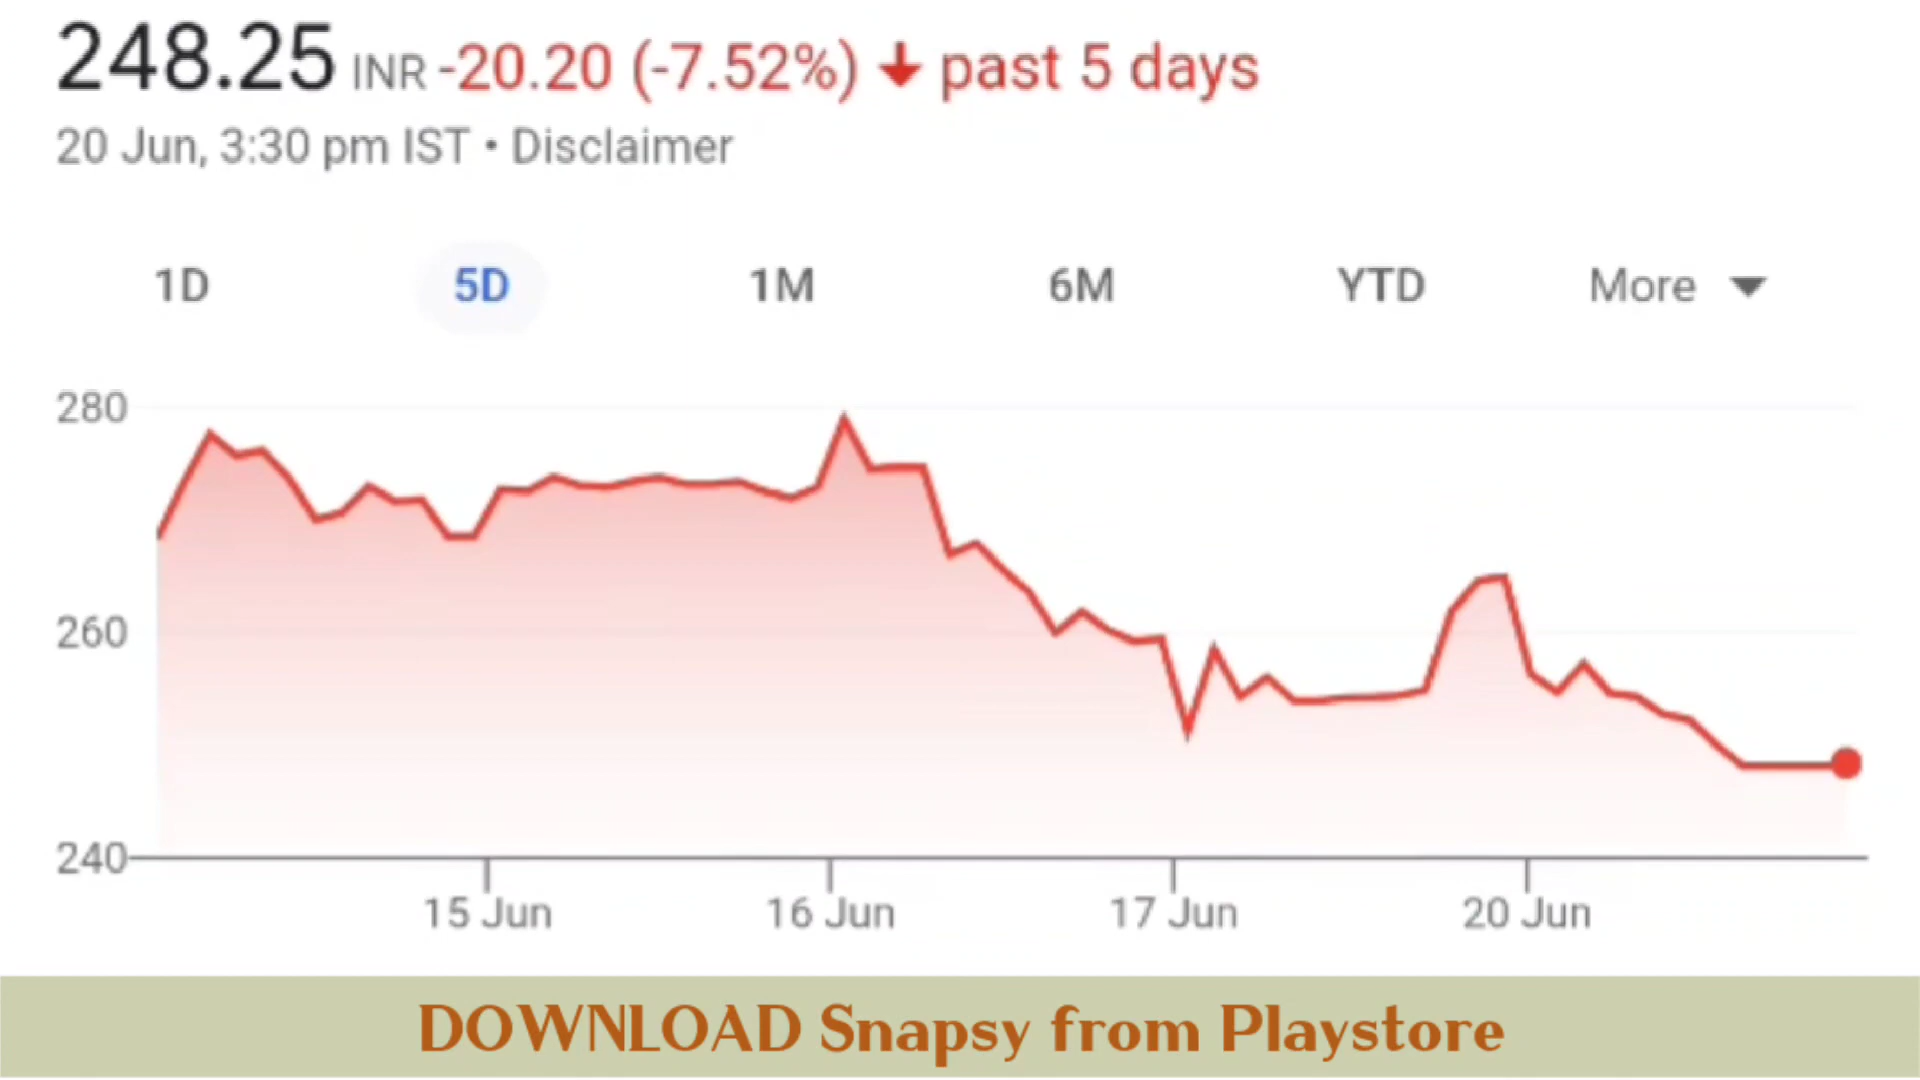 248.25 INR -20.20 (-7.52%) ↓ past 5 days
20 Jun, 3:30 pm IST • Disclaimer
1D 5D 1M 6M YTD More
280
260
240
15 Jun 16 Jun 17 Jun 20 Jun
DOWNLOAD Snapsy from Playstore